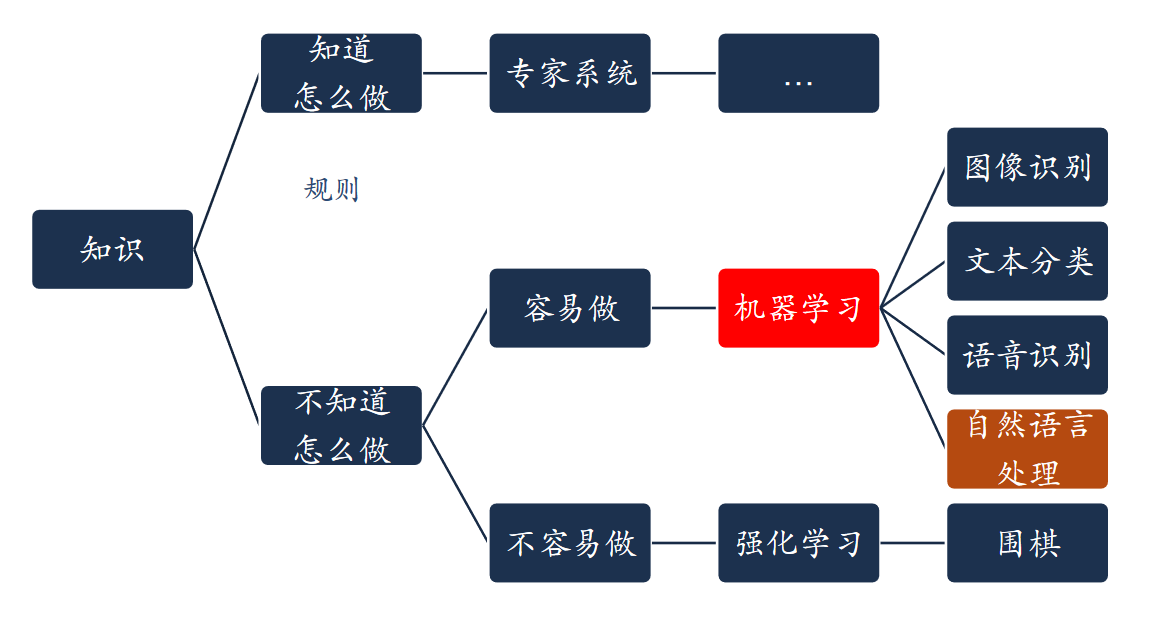 知道
怎么做
专家系统
...
图像识别
规则
知识
文本分类
容易做
机器学习
语音识别
不知道
怎么做
自然语言
处理
不容易做
强化学习
围棋